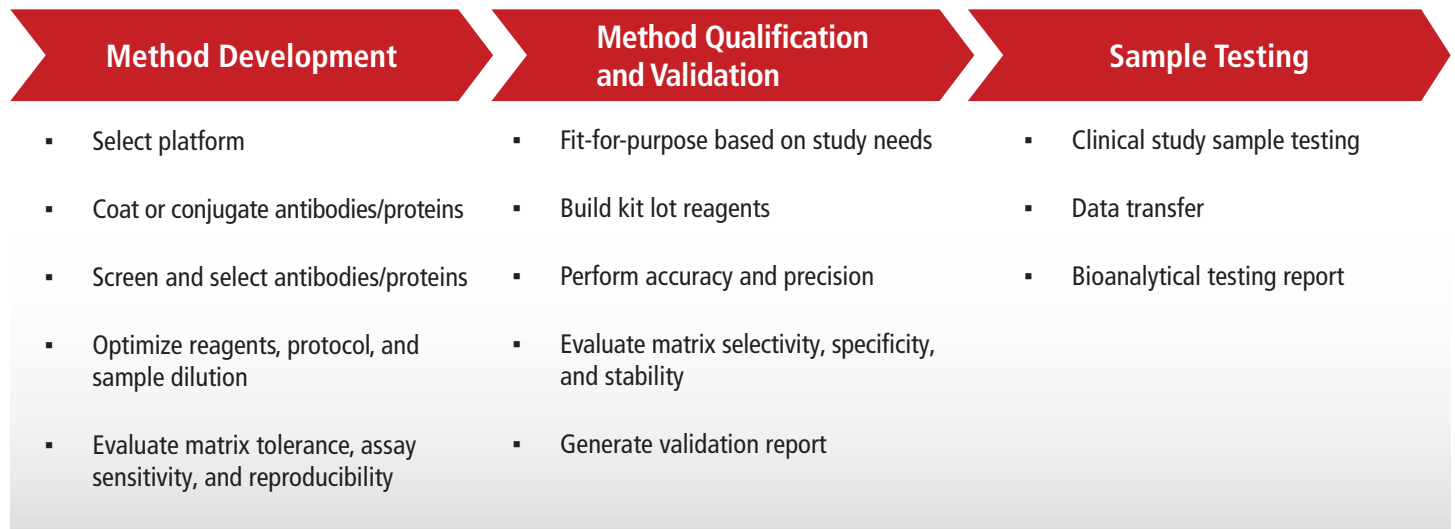 Method Development
▪ Select platform
▪ Coat or conjugate antibodies/proteins
▪ Screen and select antibodies/proteins
▪ Optimize reagents, protocol, and
sample dilution
▪ Evaluate matrix tolerance, assay
sensitivity, and reproducibility
Method Qualification
and Validation
▪ Fit-for-purpose based on study needs
▪ Build kit lot reagents
▪ Perform accuracy and precision
▪ Evaluate matrix selectivity, specificity,
and stability
▪ Generate validation report
Sample Testing
▪ Clinical study sample testing
▪ Data transfer
▪ Bioanalytical testing report